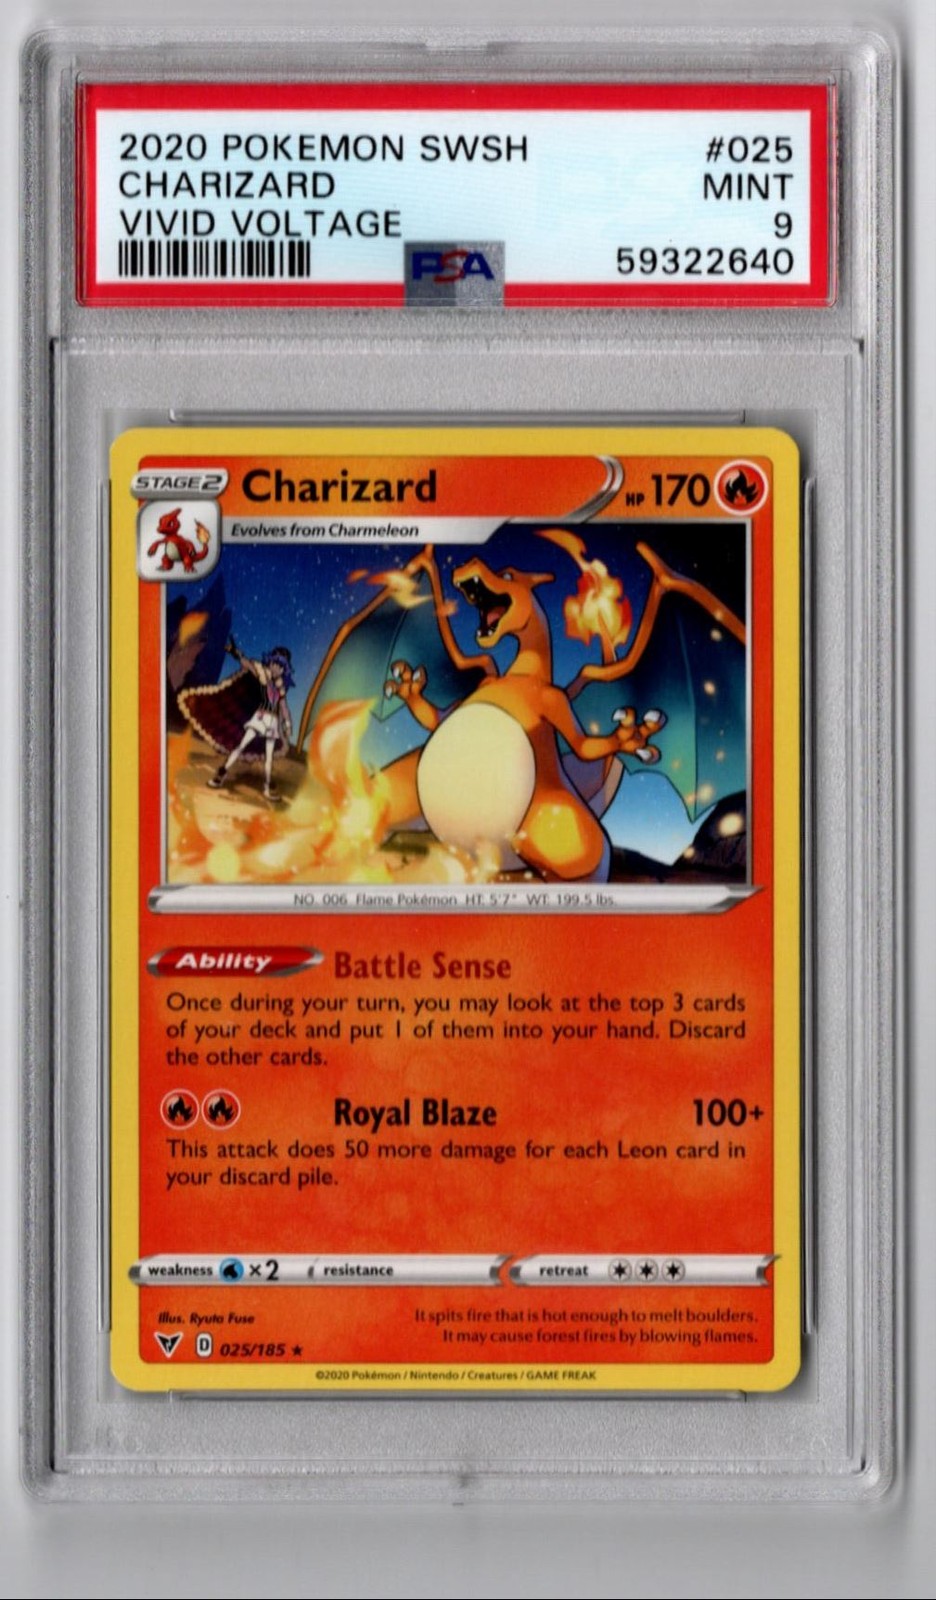 2020 POKEMON SWSH #025
CHARIZARD MINT
VIVID VOLTAGE 9
PSA 59322640
STAGE 2 Charizard HP 170
Evolves from Charmeleon
NO. 006 Flame Pokémon HT: 5'7" WT: 199.5 lbs.
Ability Battle Sense
Once during your turn, you may look at the top 3 cards
of your deck and put 1 of them into your hand. Discard
the other cards.
Royal Blaze 100+
This attack does 50 more damage for each Leon card in
your discard pile.
weakness ×2 resistance retreat
Illus. Ryuta Fuse
It spits fire that is hot enough to melt boulders.
It may cause forest fires by blowing flames.
D 025/185 ★
©2020 Pokémon / Nintendo / Creatures / GAME FREAK